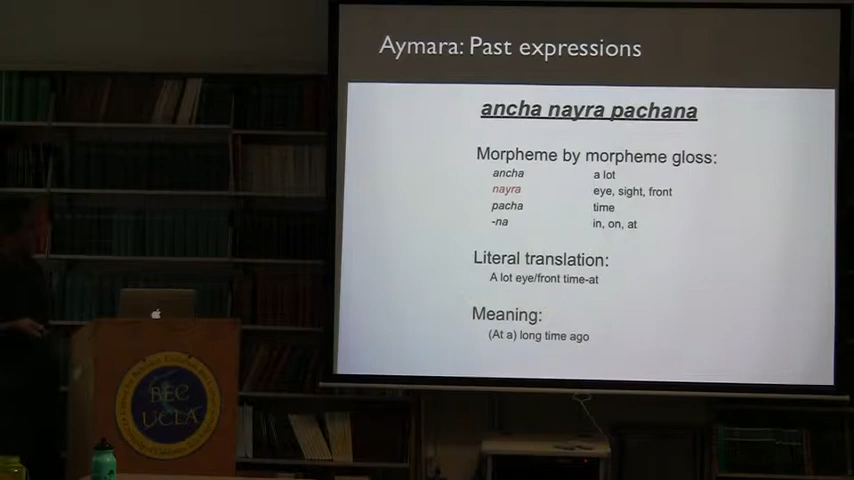 Aymara: Past expressions
ancha nayra pachana
Morpheme by morpheme gloss:
ancha a lot
nayra eye, sight, front
pacha time
-na in, on, at
Literal translation:
A lot eye/front time-at
Meaning:
(At a) long time ago
BEC
UCLA